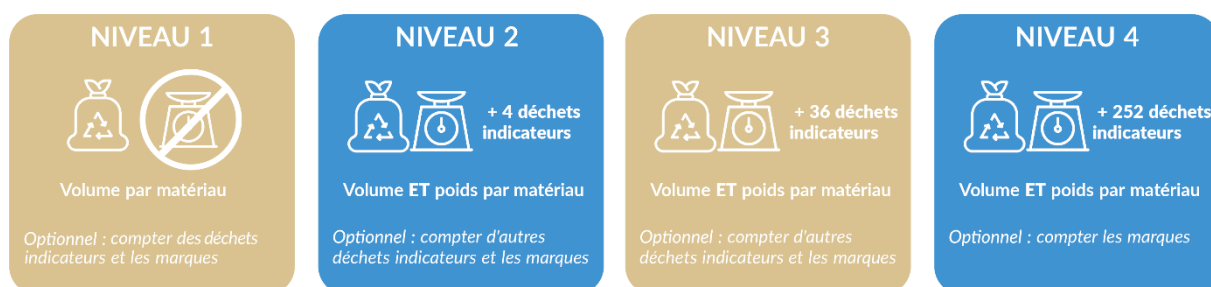 NIVEAU 1
Volume par matériau
Optionnel : compter des déchets
indicateurs et les marques
NIVEAU 2
+ 4 déchets
indicateurs
Volume ET poids par matériau
Optionnel : compter d'autres
déchets indicateurs et les marques
NIVEAU 3
+ 36 déchets
indicateurs
Volume ET poids par matériau
Optionnel : compter d'autres
déchets indicateurs et les marques
NIVEAU 4
+ 252 déchets
indicateurs
Volume ET poids par matériau
Optionnel : compter les marques